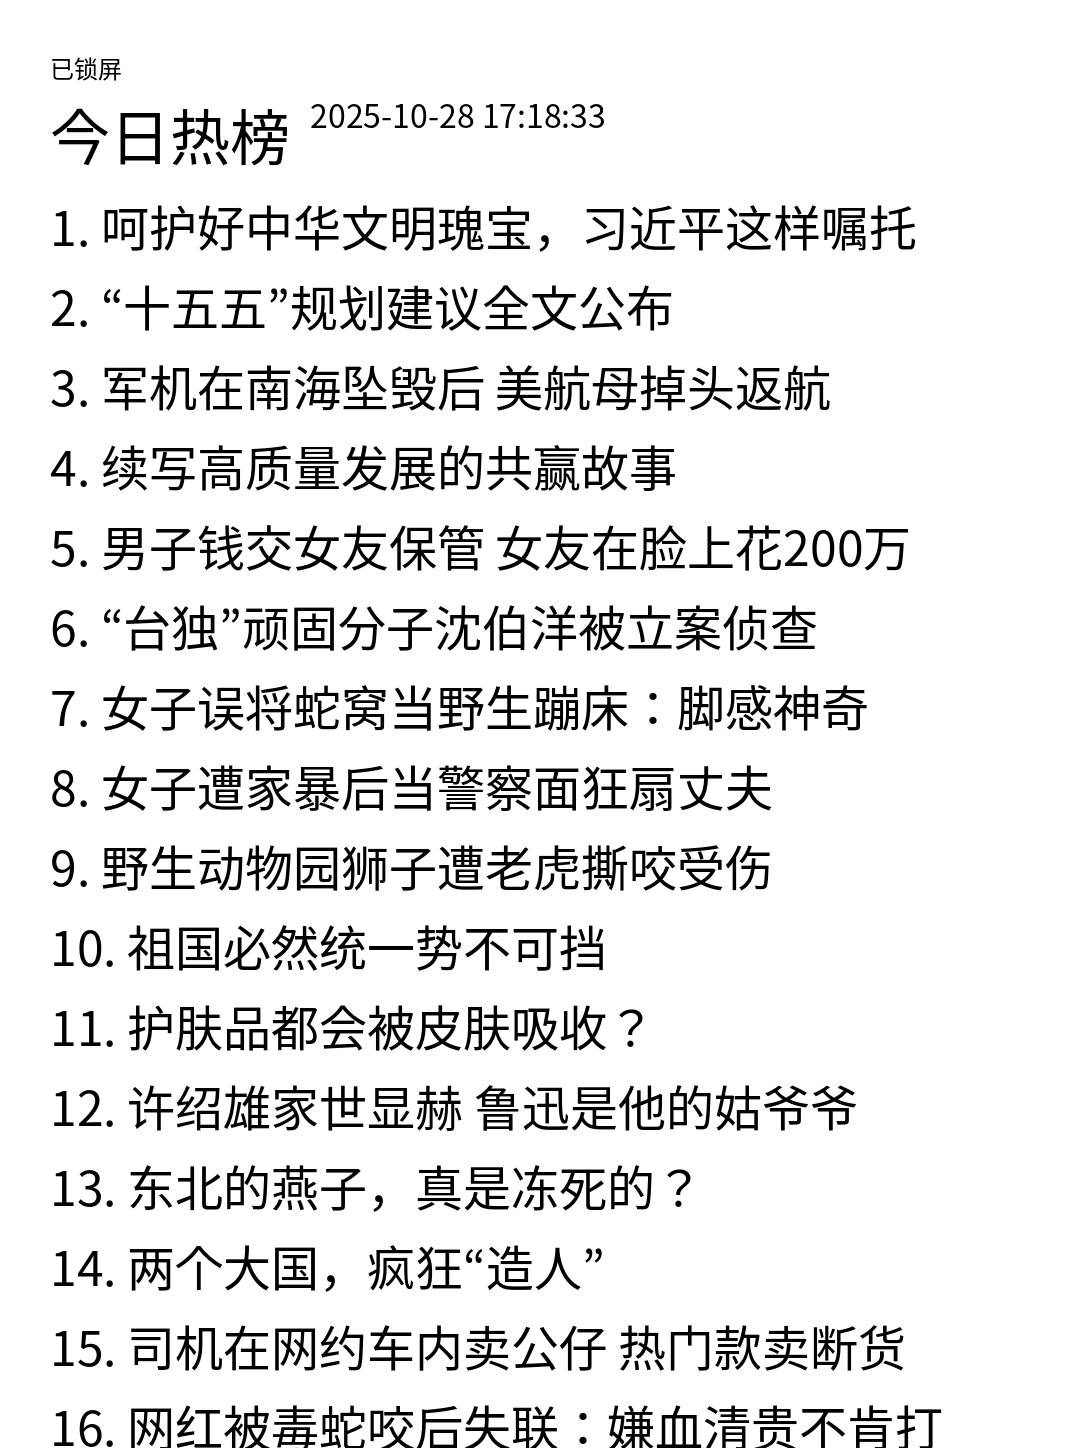 已锁屏
今日热榜 2025-10-28 17:18:33
1. 呵护好中华文明瑰宝，习近平这样嘱托
2. “十五五”规划建议全文公布
3. 军机在南海坠毁后 美航母掉头返航
4. 续写高质量发展的共赢故事
5. 男子钱交女友保管 女友在脸上花200万
6. “台独”顽固分子沈伯洋被立案侦查
7. 女子误将蛇窝当野生蹦床：脚感神奇
8. 女子遭家暴后当警察面狂扇丈夫
9. 野生动物园狮子遭老虎撕咬受伤
10. 祖国必然统一势不可挡
11. 护肤品都会被皮肤吸收？
12. 许绍雄家世显赫 鲁迅是他的姑爷爷
13. 东北的燕子，真是冻死的？
14. 两个大国，疯狂“造人”
15. 司机在网约车内卖公仔 热门款卖断货
16. 网红被毒蛇咬后失联：嫌血清贵不肯打